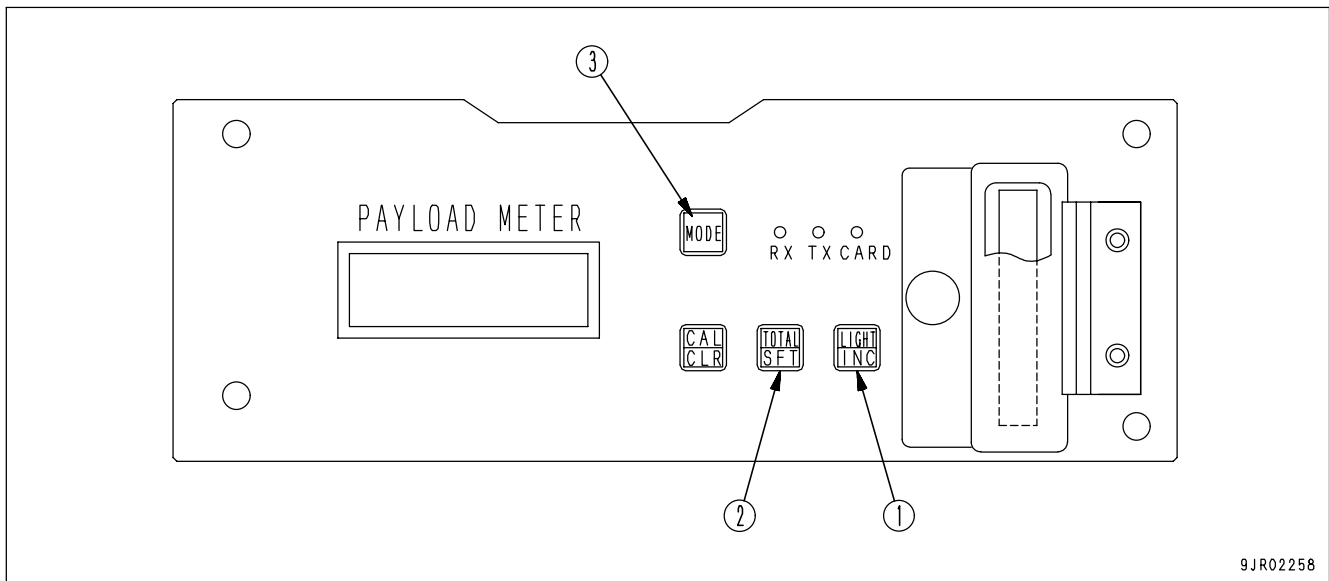 3
PAYLOAD METER
MODE
RX TX CARD
CAL
CLR
TOTAL
SFT
LIGHT
INC
2
1
9JR02258